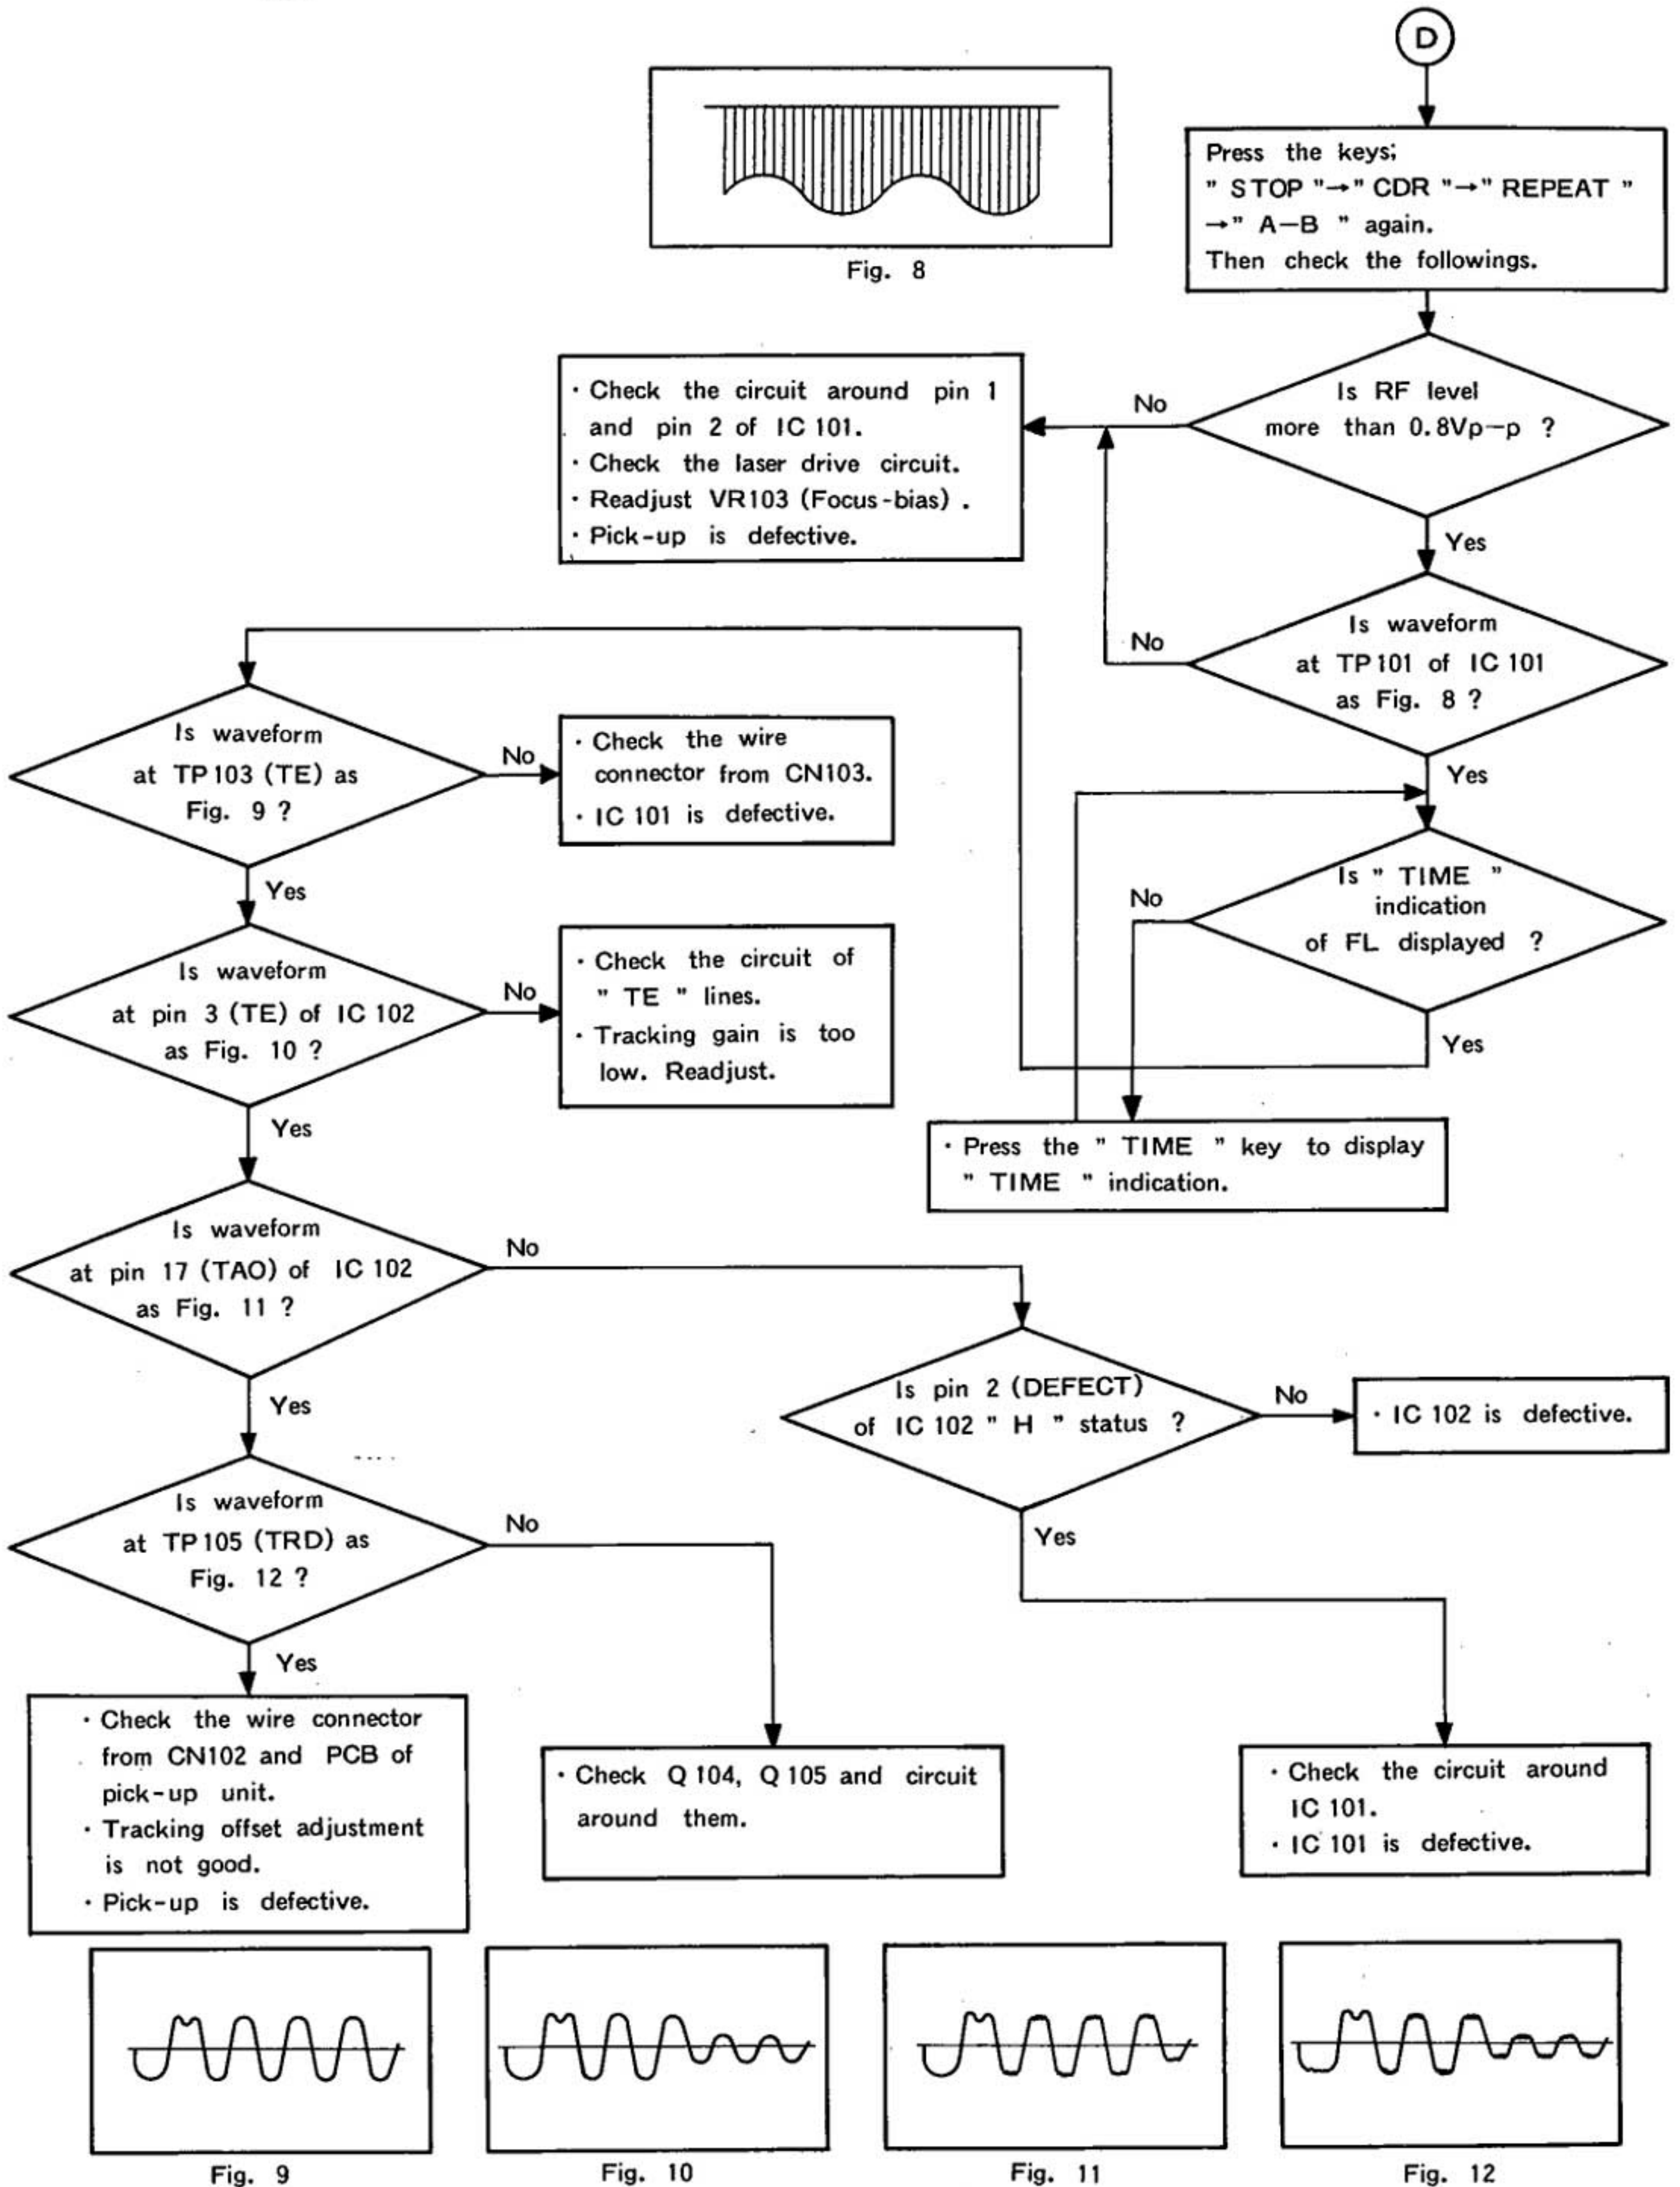 D
Fig. 8
Press the keys;
" STOP "→" CDR "→" REPEAT "
→" A—B " again.
Then check the followings.
Is RF level
more than 0.8Vp—p ?
No
· Check the circuit around pin 1
and pin 2 of IC 101.
· Check the laser drive circuit.
· Readjust VR103 (Focus-bias) .
· Pick-up is defective.
Yes
Is waveform
at TP 101 of IC 101
as Fig. 8 ?
No
Yes
Is " TIME "
indication
of FL displayed ?
No
Yes
· Press the " TIME " key to display
" TIME " indication.
Is waveform
at TP 103 (TE) as
Fig. 9 ?
No
· Check the wire
connector from CN103.
· IC 101 is defective.
Yes
Is waveform
at pin 3 (TE) of IC 102
as Fig. 10 ?
No
· Check the circuit of
" TE " lines.
· Tracking gain is too
low. Readjust.
Yes
Is waveform
at pin 17 (TAO) of IC 102
as Fig. 11 ?
No
Is pin 2 (DEFECT)
of IC 102 " H " status ?
No
· IC 102 is defective.
Yes
· Check the circuit around
IC 101.
· IC 101 is defective.
Yes
Is waveform
at TP 105 (TRD) as
Fig. 12 ?
No
· Check Q 104, Q 105 and circuit
around them.
Yes
· Check the wire connector
from CN102 and PCB of
pick-up unit.
· Tracking offset adjustment
is not good.
· Pick-up is defective.
Fig. 9
Fig. 10
Fig. 11
Fig. 12